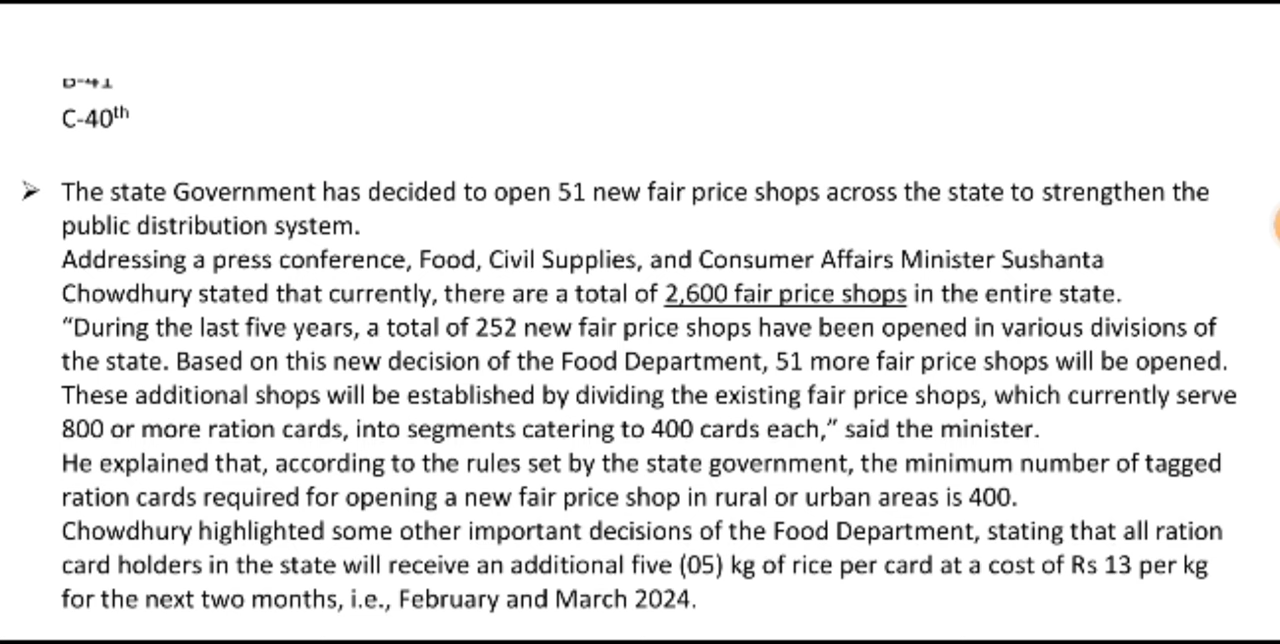 C-40th
➤ The state Government has decided to open 51 new fair price shops across the state to strengthen the
public distribution system.
Addressing a press conference, Food, Civil Supplies, and Consumer Affairs Minister Sushanta
Chowdhury stated that currently, there are a total of 2,600 fair price shops in the entire state.
“During the last five years, a total of 252 new fair price shops have been opened in various divisions of
the state. Based on this new decision of the Food Department, 51 more fair price shops will be opened.
These additional shops will be established by dividing the existing fair price shops, which currently serve
800 or more ration cards, into segments catering to 400 cards each,” said the minister.
He explained that, according to the rules set by the state government, the minimum number of tagged
ration cards required for opening a new fair price shop in rural or urban areas is 400.
Chowdhury highlighted some other important decisions of the Food Department, stating that all ration
card holders in the state will receive an additional five (05) kg of rice per card at a cost of Rs 13 per kg
for the next two months, i.e., February and March 2024.